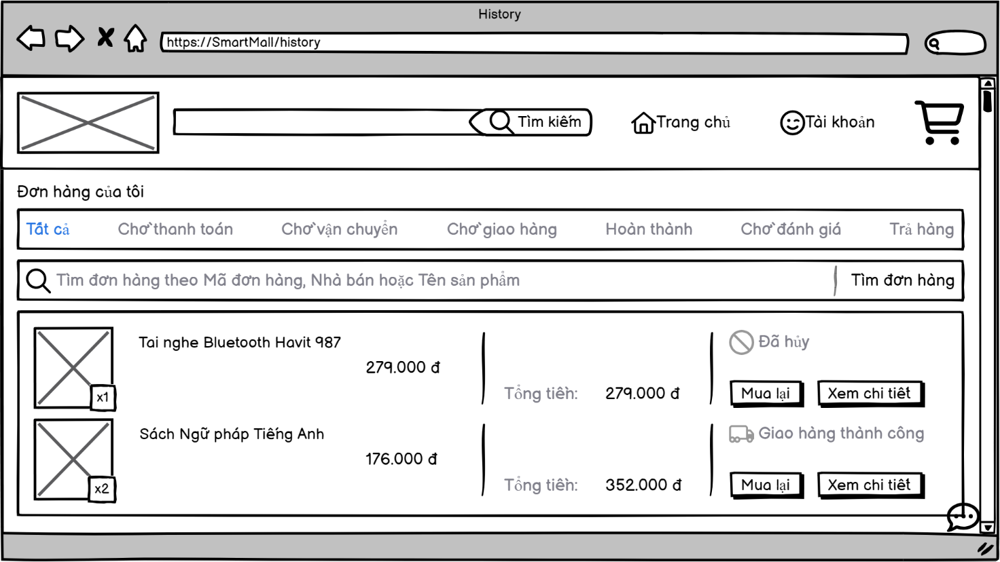 History
https://SmartMall/history
Tìm kiếm
Trang chủ
Tài khoản
Đơn hàng của tôi
Tất cả Chờ thanh toán Chờ vận chuyển Chờ giao hàng Hoàn thành Chờ đánh giá Trả hàng
Tìm đơn hàng theo Mã đơn hàng, Nhà bán hoặc Tên sản phẩm Tìm đơn hàng
Tai nghe Bluetooth Havit 987
279.000 đ
x1
Tổng tiền: 279.000 đ
Đã hủy
Mua lại Xem chi tiết
Sách Ngữ pháp Tiếng Anh
176.000 đ
x2
Tổng tiền: 352.000 đ
Giao hàng thành công
Mua lại Xem chi tiết